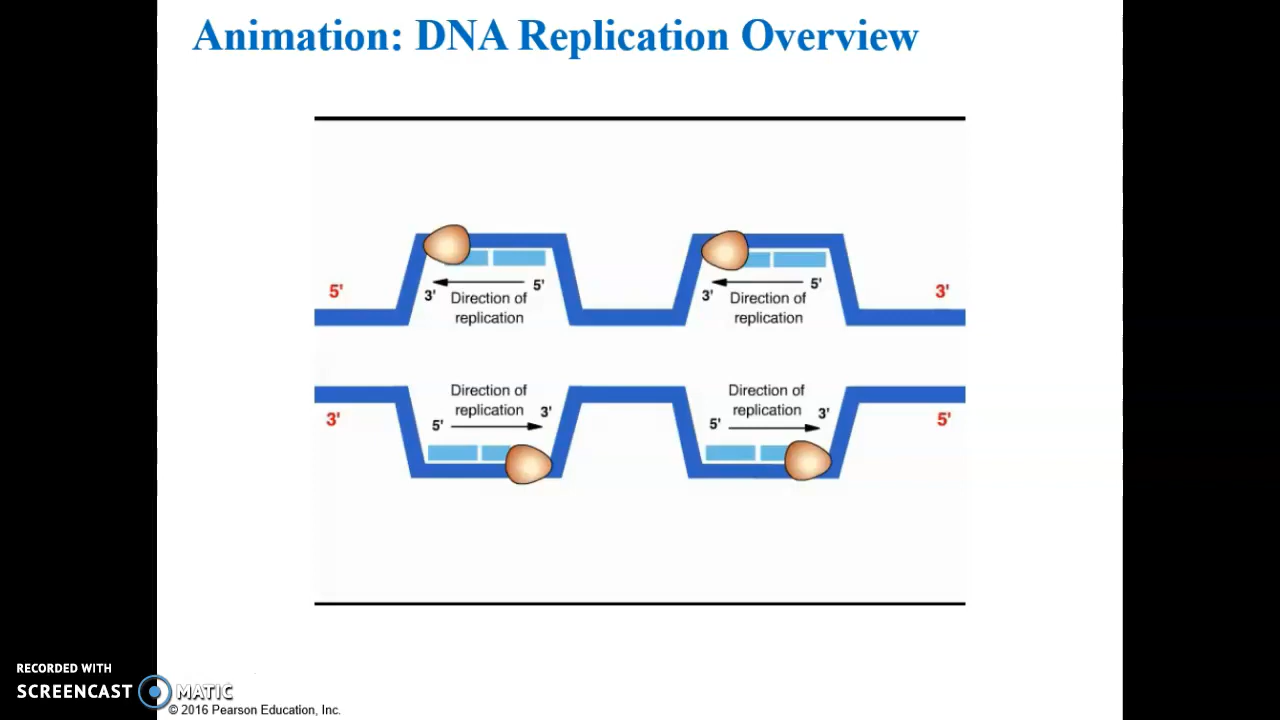 Animation: DNA Replication Overview
5'
3'
5'
Direction of
replication
3'
5'
Direction of
replication
3'
3'
Direction of
replication
5'
3'
Direction of
replication
5'
3'
5'
RECORDED WITH
SCREENCAST MATIC
© 2016 Pearson Education, Inc.